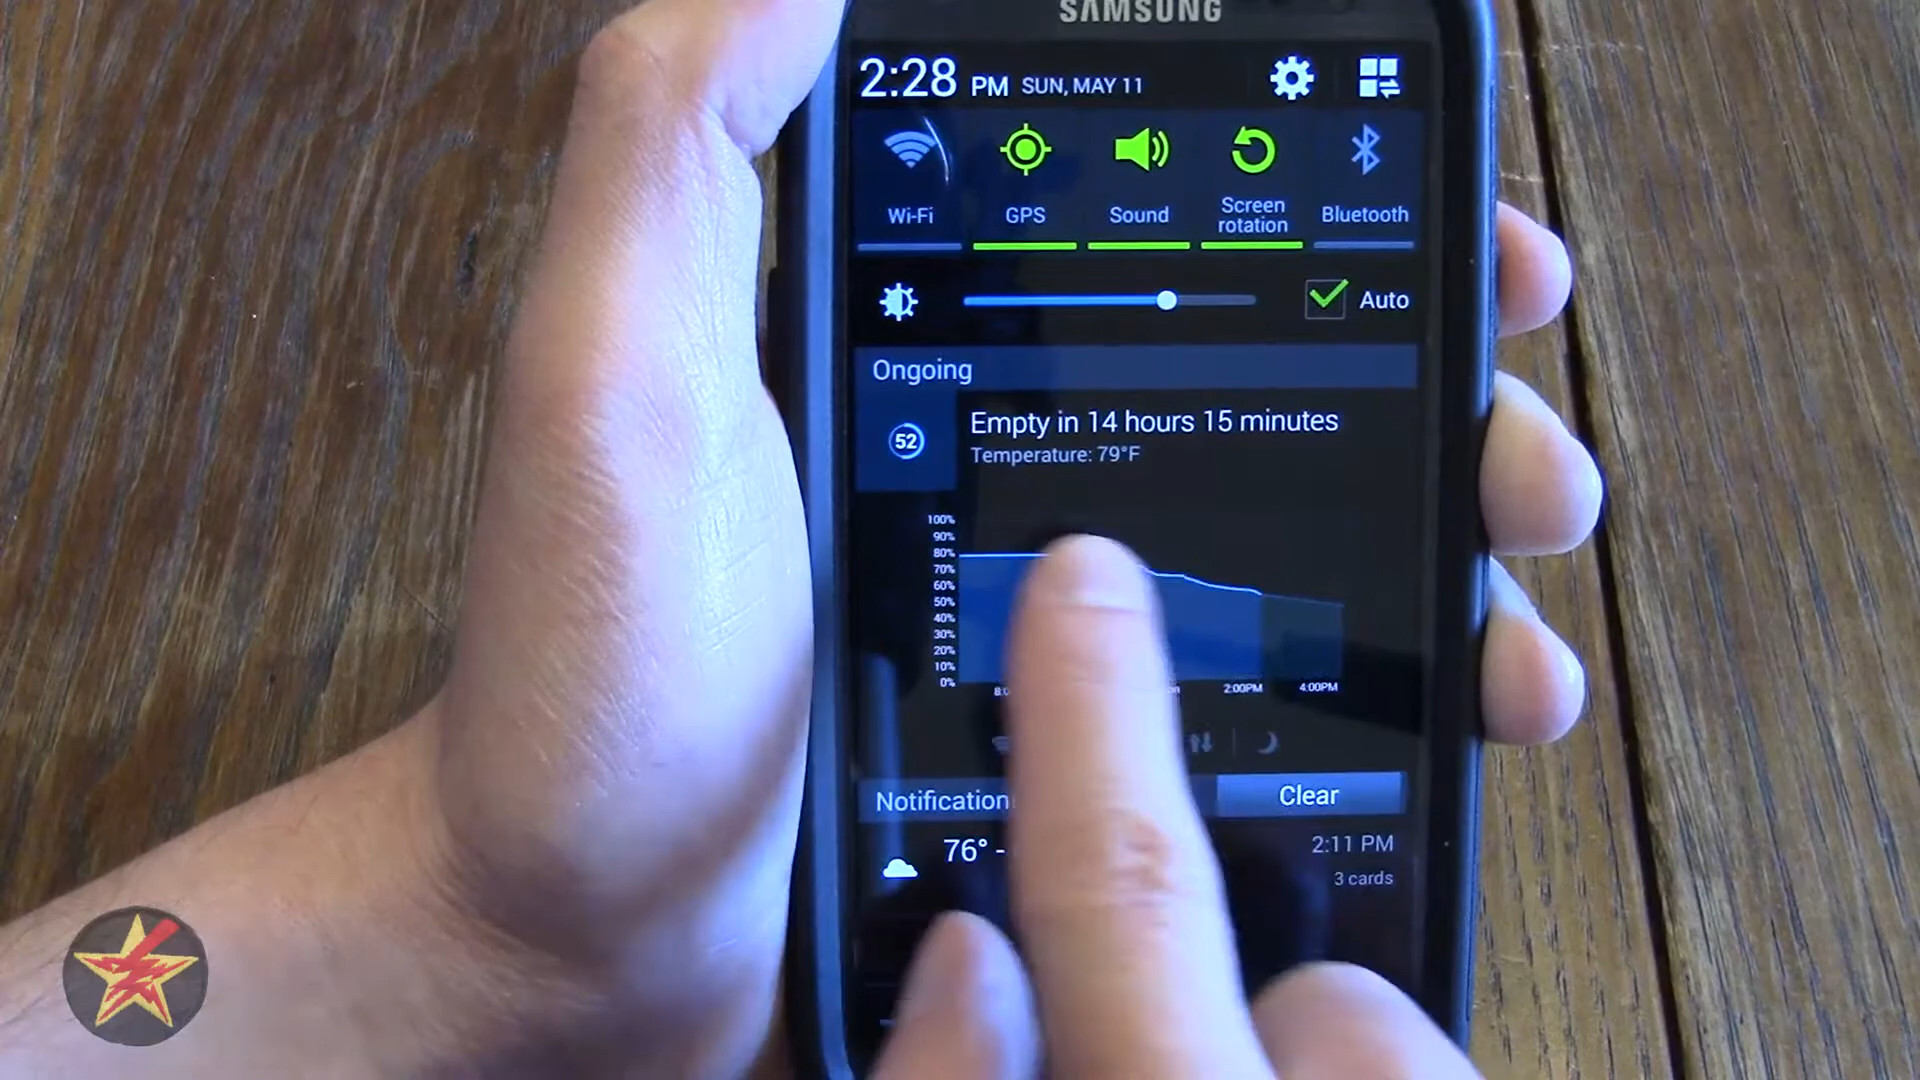 SAMSUNG
2:28 PM SUN, MAY 11
Wi-Fi
GPS
Sound
Screen
rotation
Bluetooth
Auto
Ongoing
52
Empty in 14 hours 15 minutes
Temperature: 79°F
100%
90%
80%
70%
60%
50%
40%
30%
20%
10%
0%
2:00PM 4:00PM
Clear
76° -
2:11 PM
3 cards